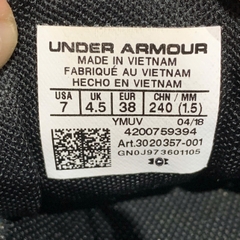 UNDER ARMOUR
MADE IN VIETNAM
FABRIQUÉ AU VIETNAM
HECHO EN VIETNAM
USA UK EUR CHN / MM
7 4.5 38 240 (1.5)
YMUV 04/18
4200759394
Art.3020357-001
GN0J973601105